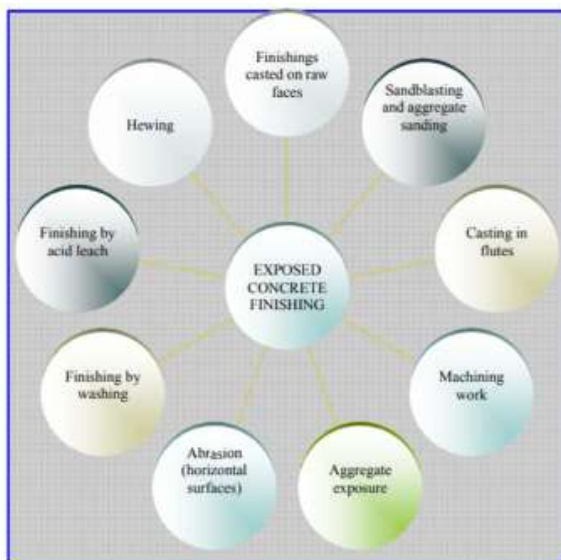 Finishings
casted on raw
faces
Sandblasting
and aggregate
sanding
Casting in
flutes
Machining
work
Aggregate
exposure
Abrasion
(horizontal
surfaces)
Finishing by
washing
Finishing by
acid leach
Hewing
EXPOSED
CONCRETE
FINISHING